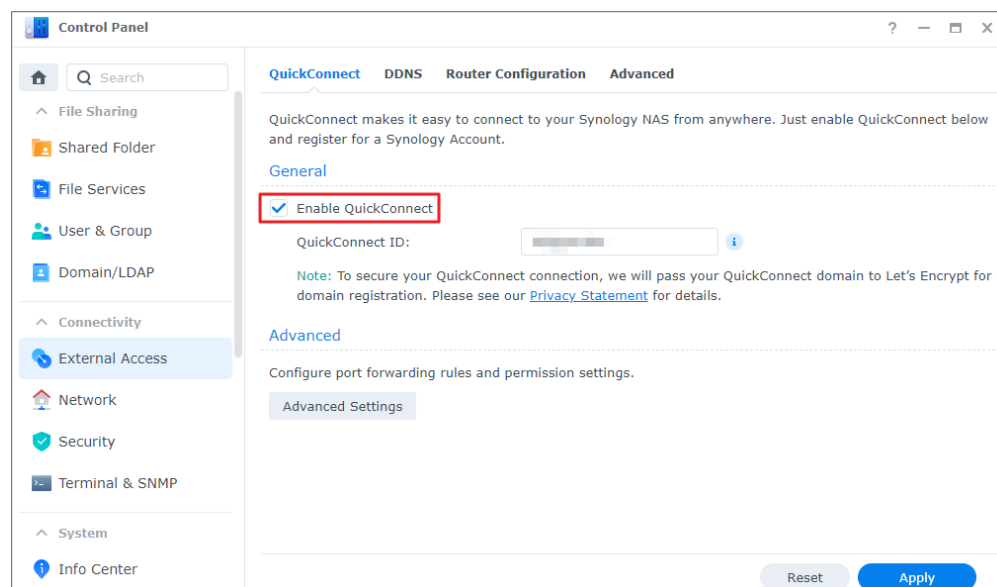 Control Panel
Search
File Sharing
Shared Folder
File Services
User & Group
Domain/LDAP
Connectivity
External Access
Network
Security
Terminal & SNMP
System
Info Center
QuickConnect DDNS Router Configuration Advanced
QuickConnect makes it easy to connect to your Synology NAS from anywhere. Just enable QuickConnect below
and register for a Synology Account.
General
Enable QuickConnect
QuickConnect ID:
Note: To secure your QuickConnect connection, we will pass your QuickConnect domain to Let's Encrypt for
domain registration. Please see our Privacy Statement for details.
Advanced
Configure port forwarding rules and permission settings.
Advanced Settings
Reset Apply